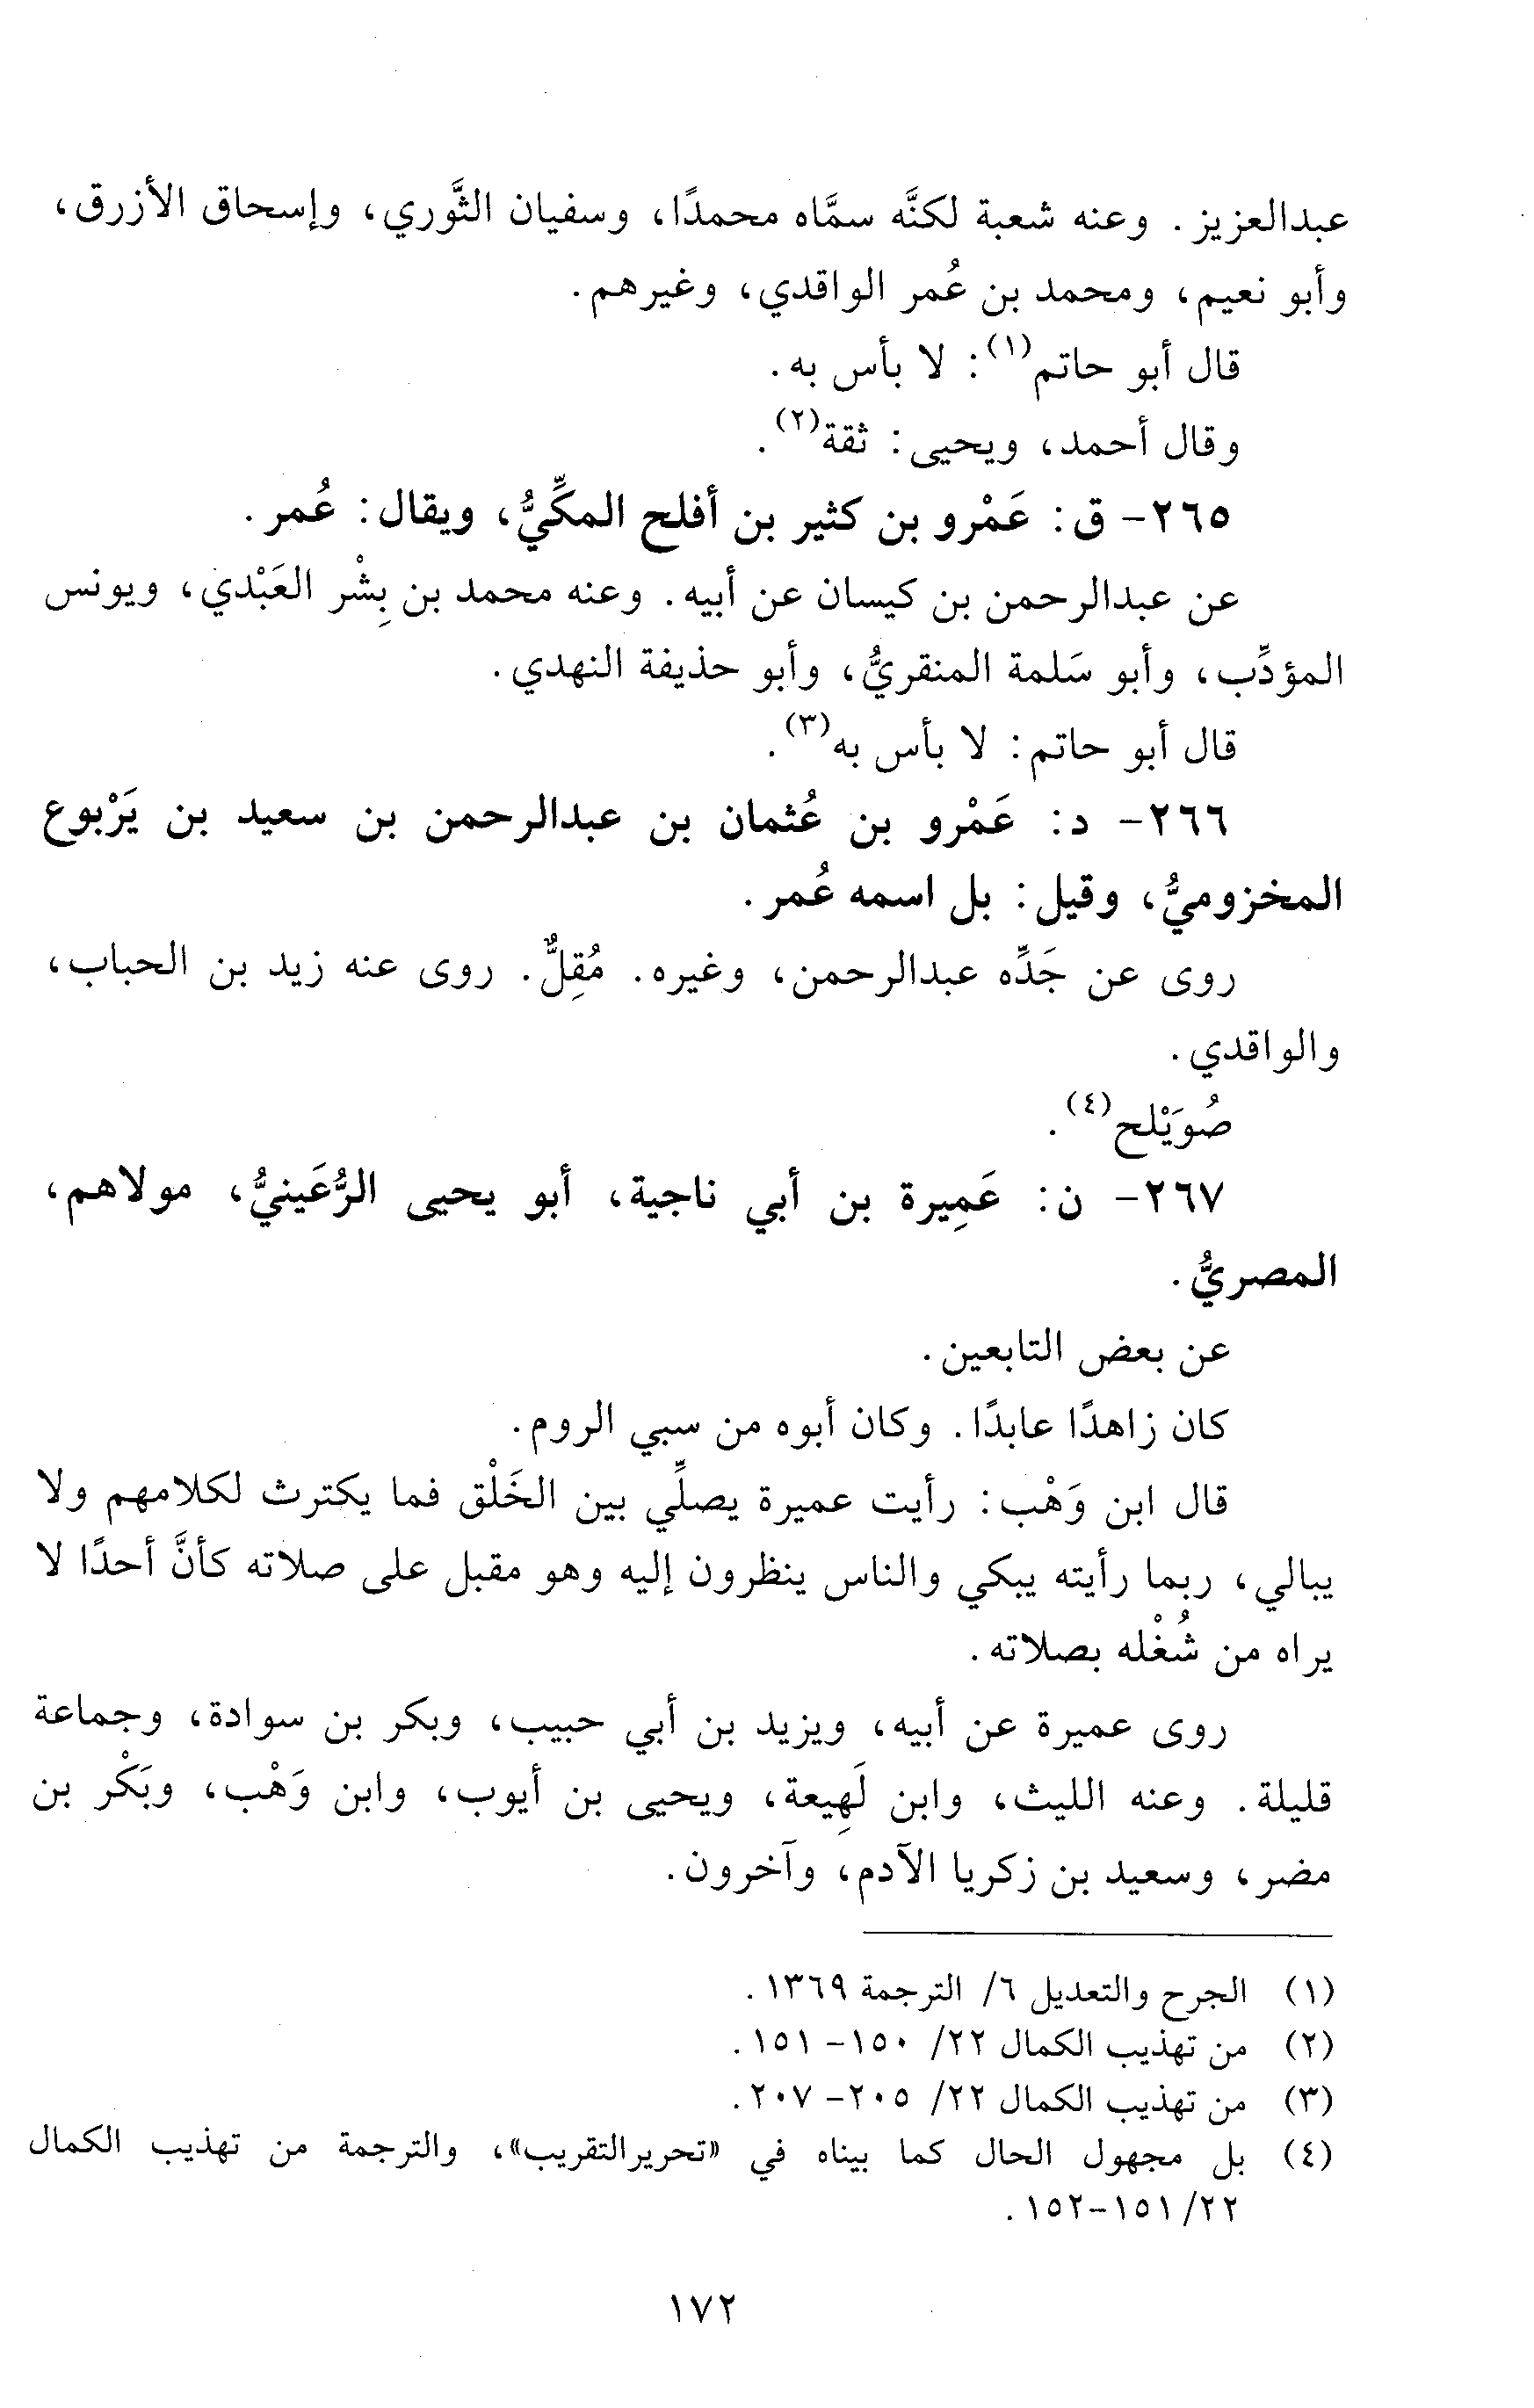 عبدالعزيز. وعنه شعبة لكنَّه سمَّاه محمدًا، وسفيان الثَّوري، وإسحاق الأزرق،
وأبو نعيم، ومحمد بن عُمر الواقدي، وغيرهم.
قال أبو حاتم(١): لا بأس به.
وقال أحمد، ويحيى: ثقة(٢).
٢٦٥- ق: عَمْرو بن كثير بن أفلح المكِّيُّ، ويقال: عُمر.
عن عبدالرحمن بن كيسان عن أبيه. وعنه محمد بن بِشْر العَبْدي، ويونس
المؤدِّب، وأبو سَلمة المنقريُّ، وأبو حذيفة النهدي.
قال أبو حاتم: لا بأس به(٣).
٢٦٦- د: عَمْرو بن عُثمان بن عبدالرحمن بن سعيد بن يَرْبوع
المخزوميُّ، وقيل: بل اسمه عُمر.
روى عن جَدِّه عبدالرحمن، وغيره. مُقِلٌّ. روى عنه زيد بن الحباب،
والواقدي.
صُوَيْلح(٤).
٢٦٧- ن: عَمِيرة بن أبي ناجية، أبو يحيى الرُّعَينيُّ، مولاهم،
المصريُّ.
عن بعض التابعين.
كان زاهدًا عابدًا. وكان أبوه من سبي الروم.
قال ابن وَهْب: رأيت عميرة يصلِّي بين الخَلْق فما يكترث لكلامهم ولا
يبالي، ربما رأيته يبكي والناس ينظرون إليه وهو مقبل على صلاته كأنَّ أحدًا لا
يراه من شُغْله بصلاته.
روى عميرة عن أبيه، ويزيد بن أبي حبيب، وبكر بن سوادة، وجماعة
قليلة. وعنه الليث، وابن لَهِيعة، ويحيى بن أيوب، وابن وَهْب، وبَكْر بن
مضر، وسعيد بن زكريا الآدم، وآخرون.
(١) الجرح والتعديل ٦/ الترجمة ١٣٦٩.
(٢) من تهذيب الكمال ٢٢/ ١٥٠- ١٥١.
(٣) من تهذيب الكمال ٢٢/ ٢٠٥- ٢٠٧.
(٤) بل مجهول الحال كما بيناه في «تحريرالتقريب»، والترجمة من تهذيب الكمال
٢٢/ ١٥١-١٥٢.
١٧٢